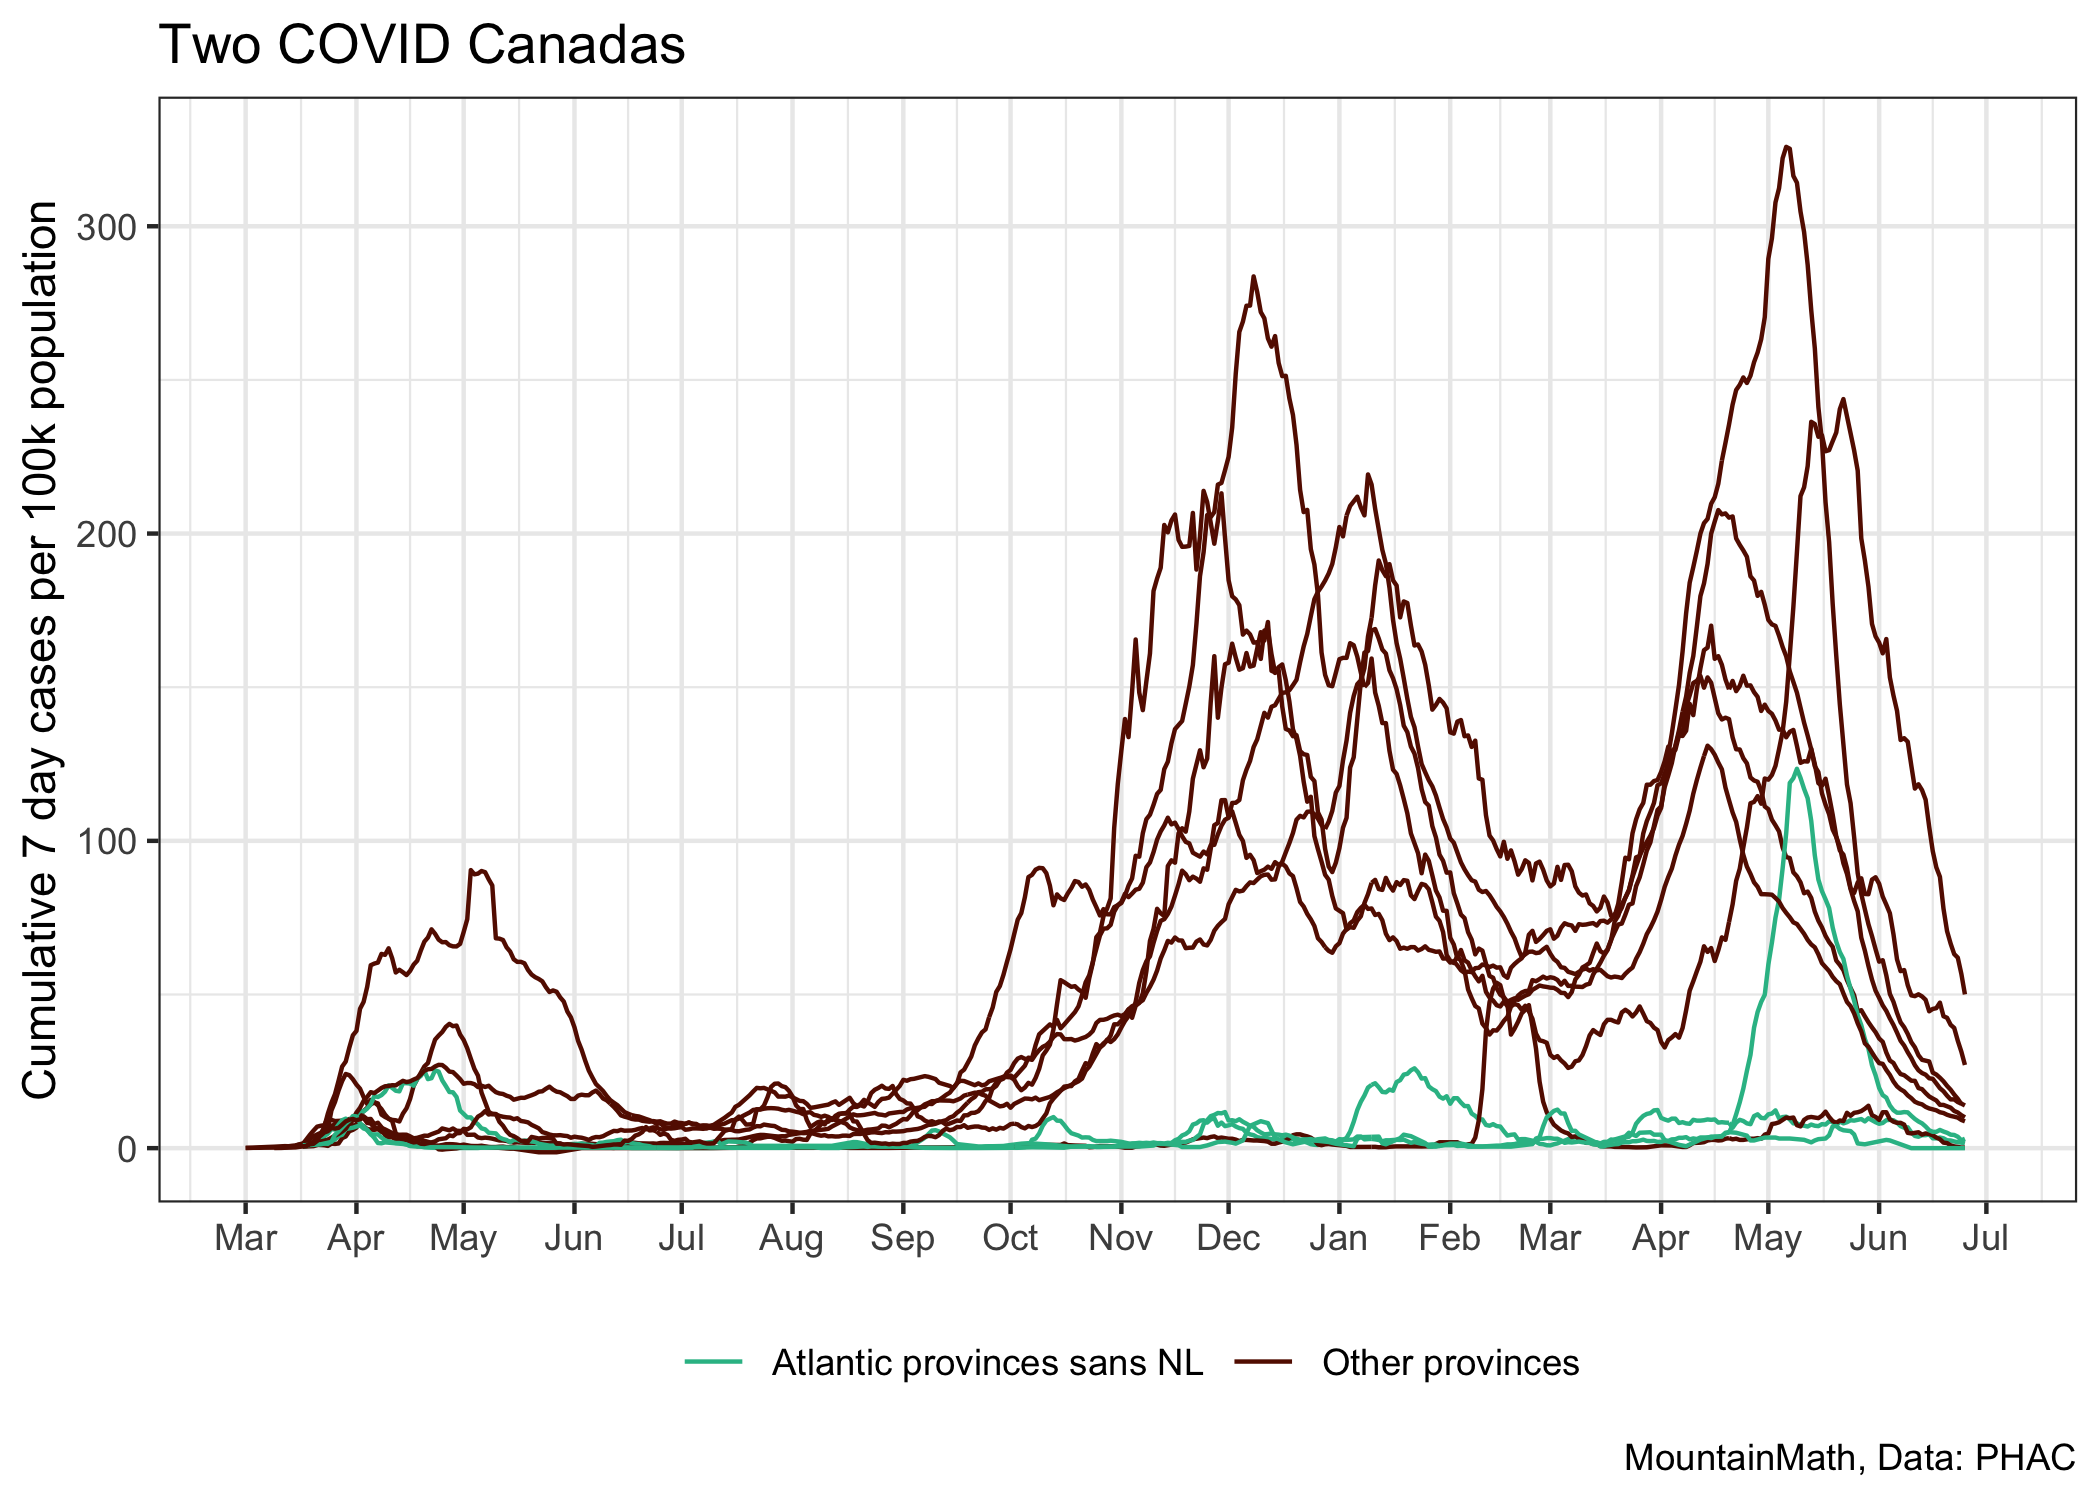 Two COVID Canadas
Cumulative 7 day cases per 100k population
300
200
100
0
Mar Apr May Jun Jul Aug Sep Oct Nov Dec Jan Feb Mar Apr May Jun Jul
Atlantic provinces sans NL Other provinces
MountainMath, Data: PHAC